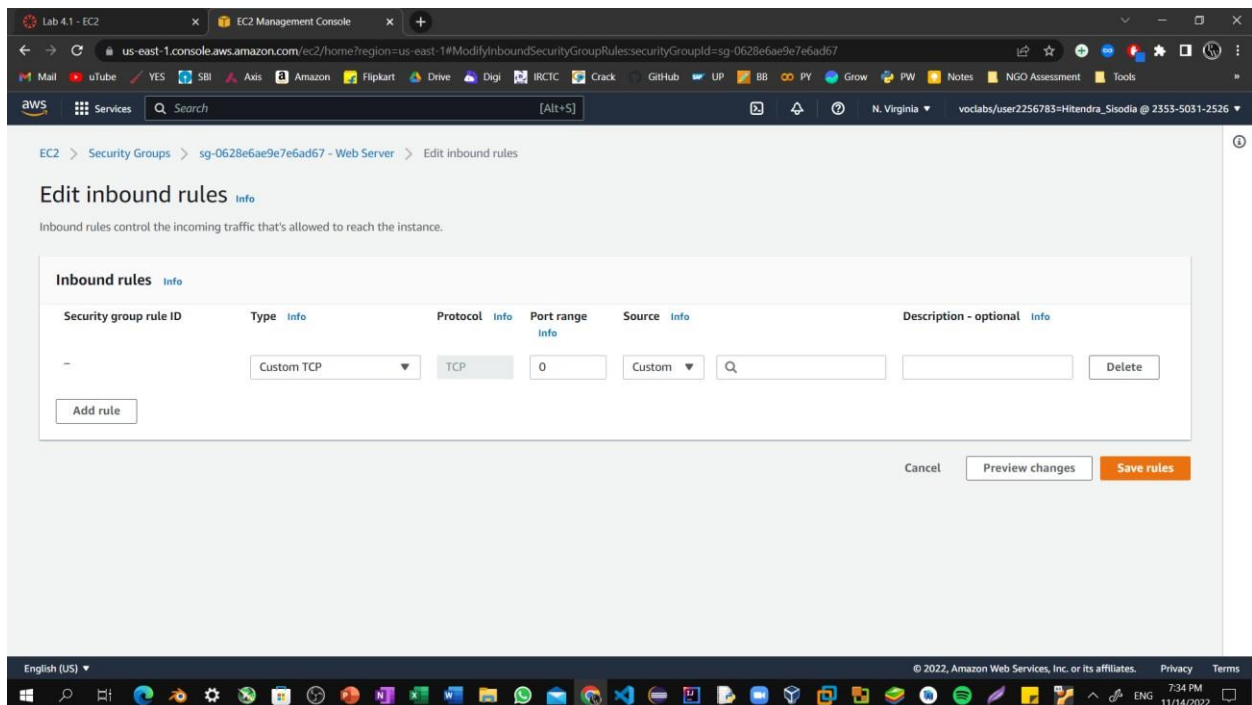 Lab 4.1 - EC2
EC2 Management Console
us-east-1.console.aws.amazon.com/ec2/home?region=us-east-1#ModifyInboundSecurityGroupRules:securityGroupId=sg-0628e6ae9e7e6ad67
Mail uTube YES SBI Axis Amazon Flipkart Drive Digi IRCTC Crack GitHub UP BB PY Grow PW Notes NGO Assessment Tools
aws Services Search [Alt+S] N. Virginia voclabs/user2256783=Hitendra_Sisodia @ 2353-5031-2526
EC2 > Security Groups > sg-0628e6ae9e7e6ad67 - Web Server > Edit inbound rules
Edit inbound rules Info
Inbound rules control the incoming traffic that's allowed to reach the instance.
Inbound rules Info
Security group rule ID Type Info Protocol Info Port range Info Source Info Description - optional Info
– Custom TCP TCP 0 Custom Delete
Add rule
Cancel Preview changes Save rules
English (US) © 2022, Amazon Web Services, Inc. or its affiliates. Privacy Terms
ENG 7:34 PM
11/14/2022